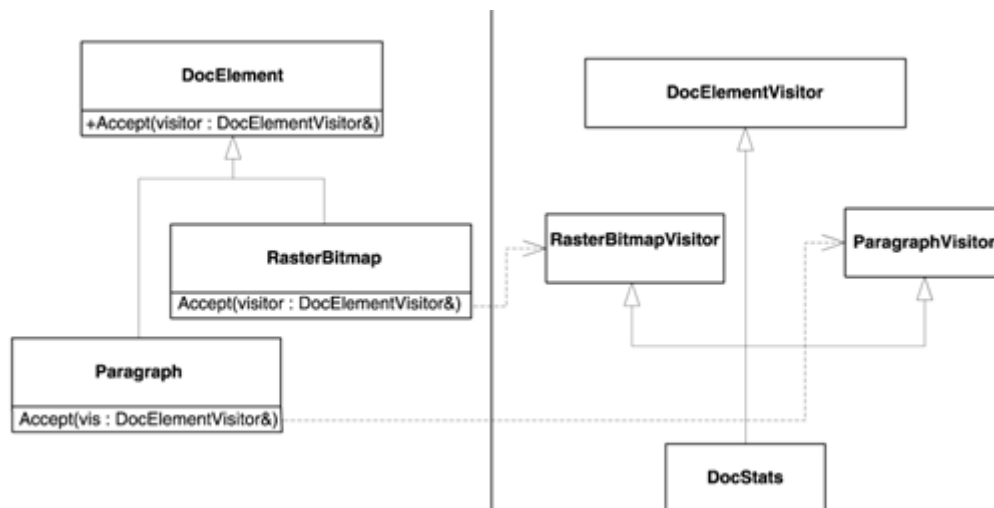 DocElement
+Accept(visitor : DocElementVisitor&)
RasterBitmap
Accept(visitor : DocElementVisitor&)
Paragraph
Accept(vis : DocElementVisitor&)
DocElementVisitor
RasterBitmapVisitor
ParagraphVisitor
DocStats